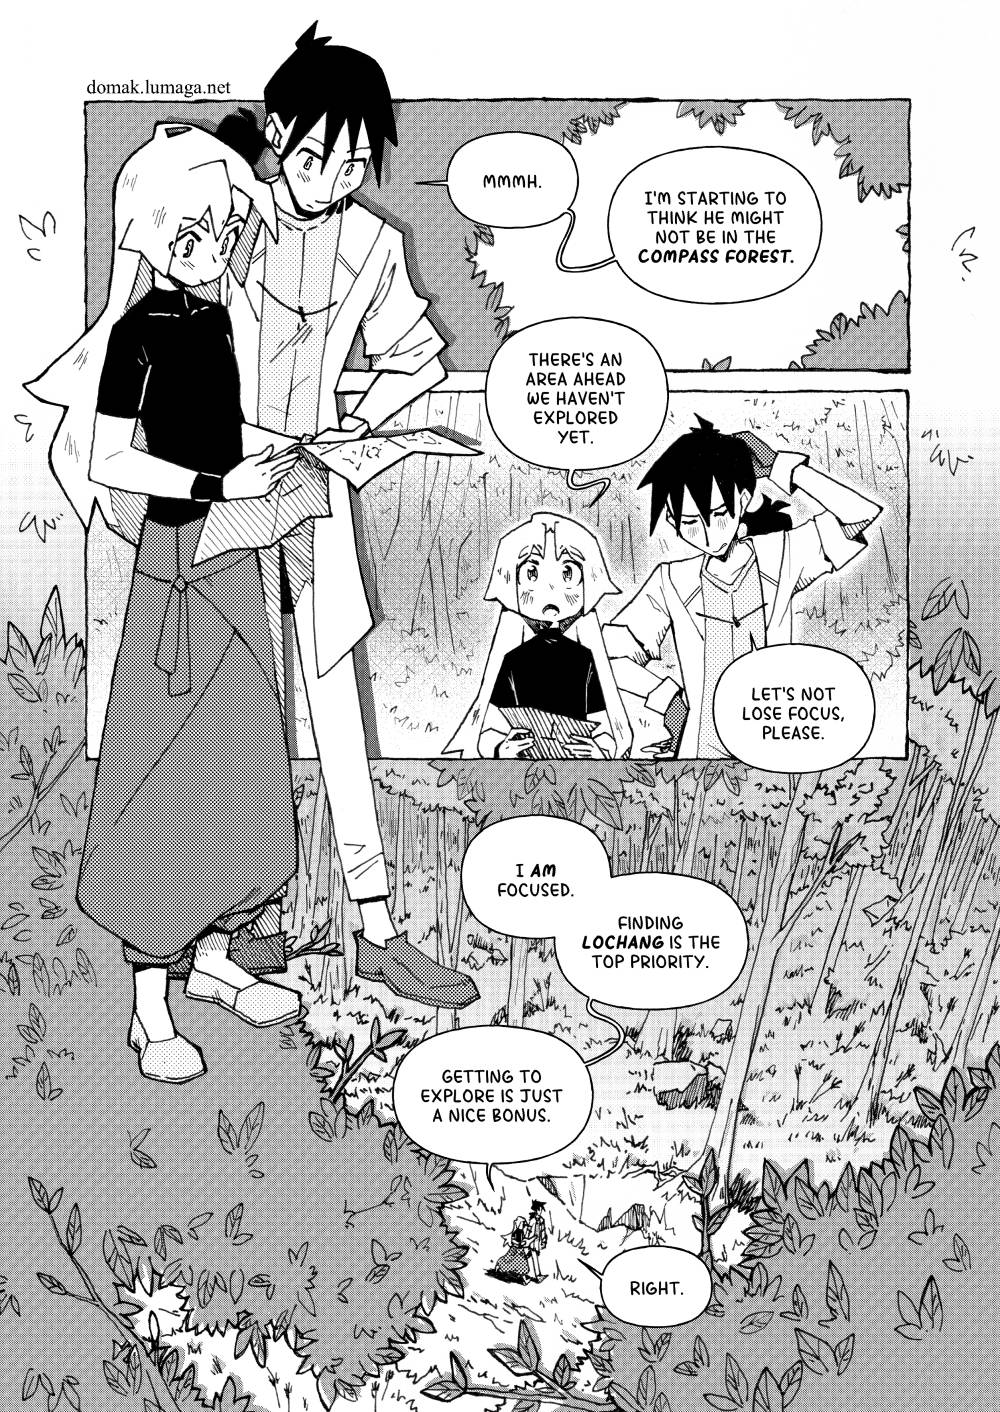 domak.lumaga.net
MMMH.
I'M STARTING TO
THINK HE MIGHT
NOT BE IN THE
COMPASS FOREST.
THERE'S AN
AREA AHEAD
WE HAVEN'T
EXPLORED
YET.
LET'S NOT
LOSE FOCUS,
PLEASE.
I AM
FOCUSED.
FINDING
LOCHANG IS THE
TOP PRIORITY.
GETTING TO
EXPLORE IS JUST
A NICE BONUS.
RIGHT.